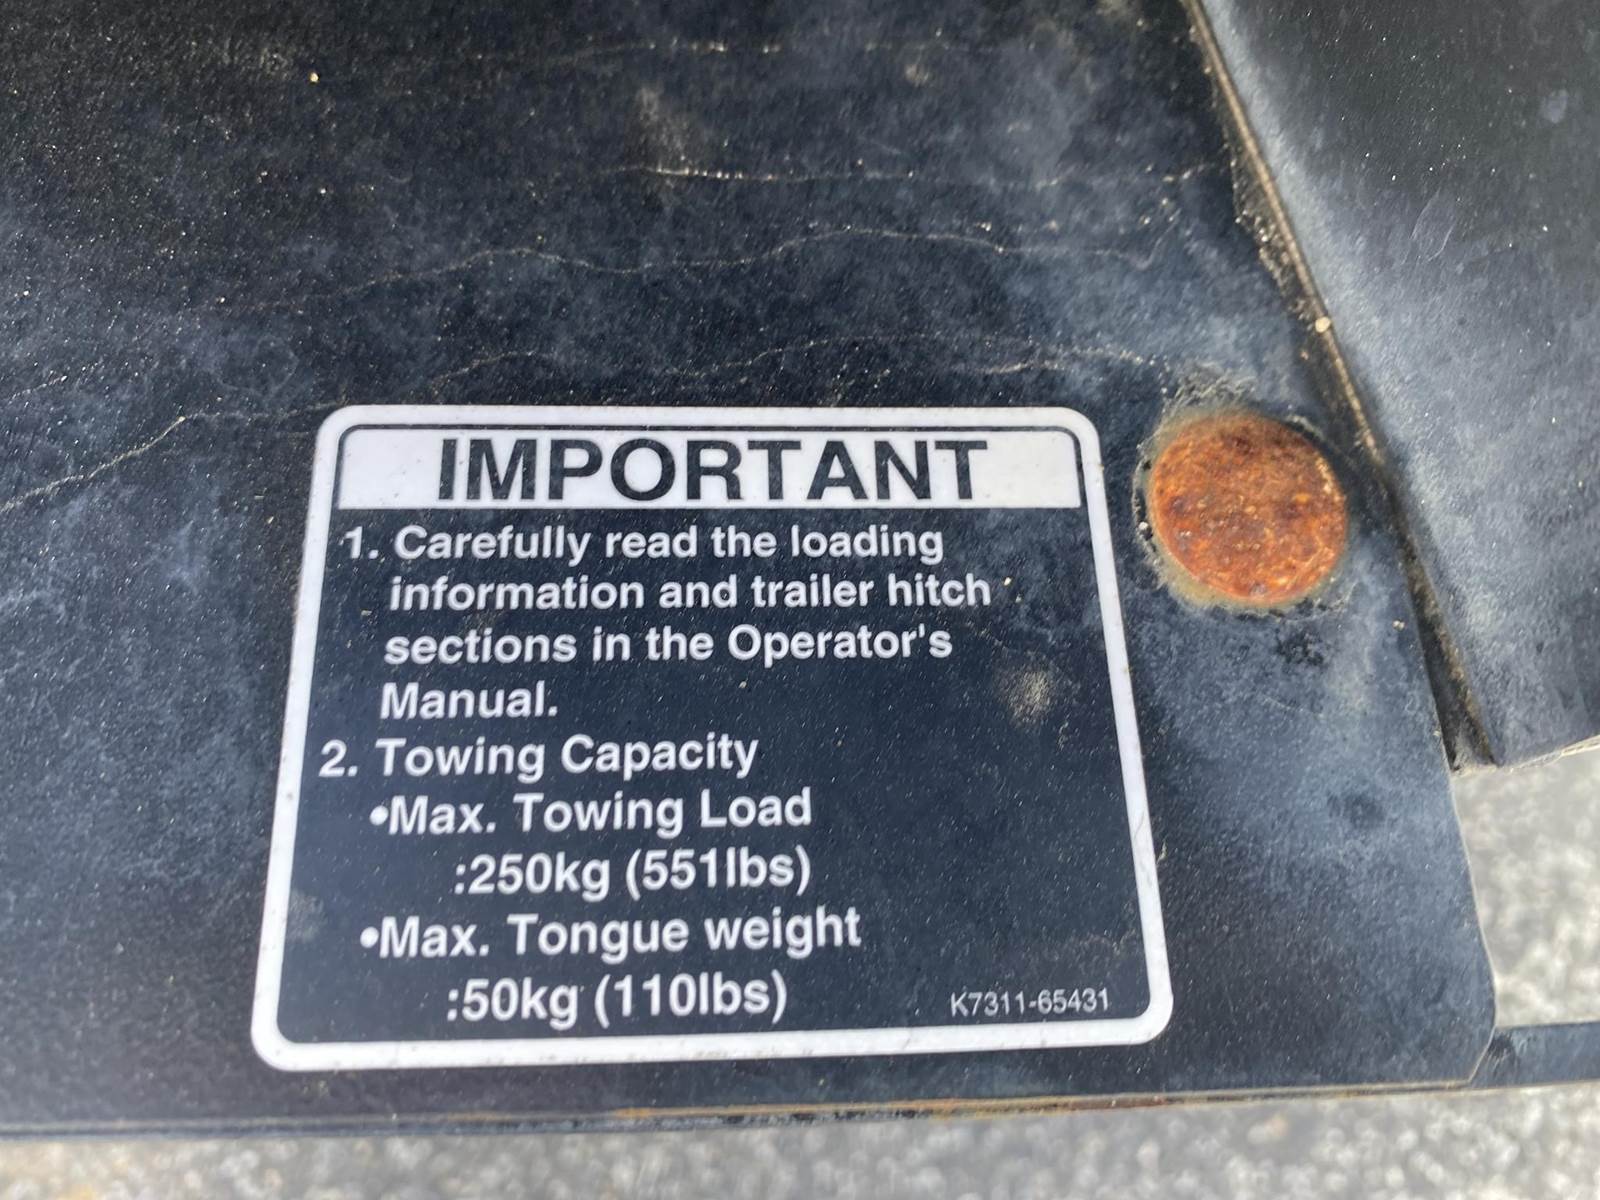 IMPORTANT
1. Carefully read the loading
information and trailer hitch
sections in the Operator's
Manual.
2. Towing Capacity
•Max. Towing Load
:250kg (551lbs)
•Max. Tongue weight
:50kg (110lbs)
K7311-65431